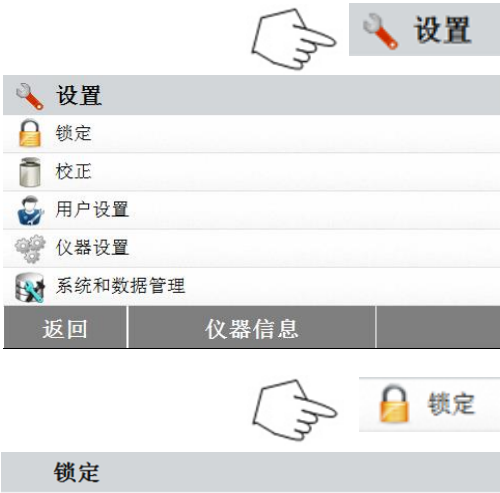 设置
设置
锁定
校正
用户设置
仪器设置
系统和数据管理
返回 仪器信息
锁定
锁定